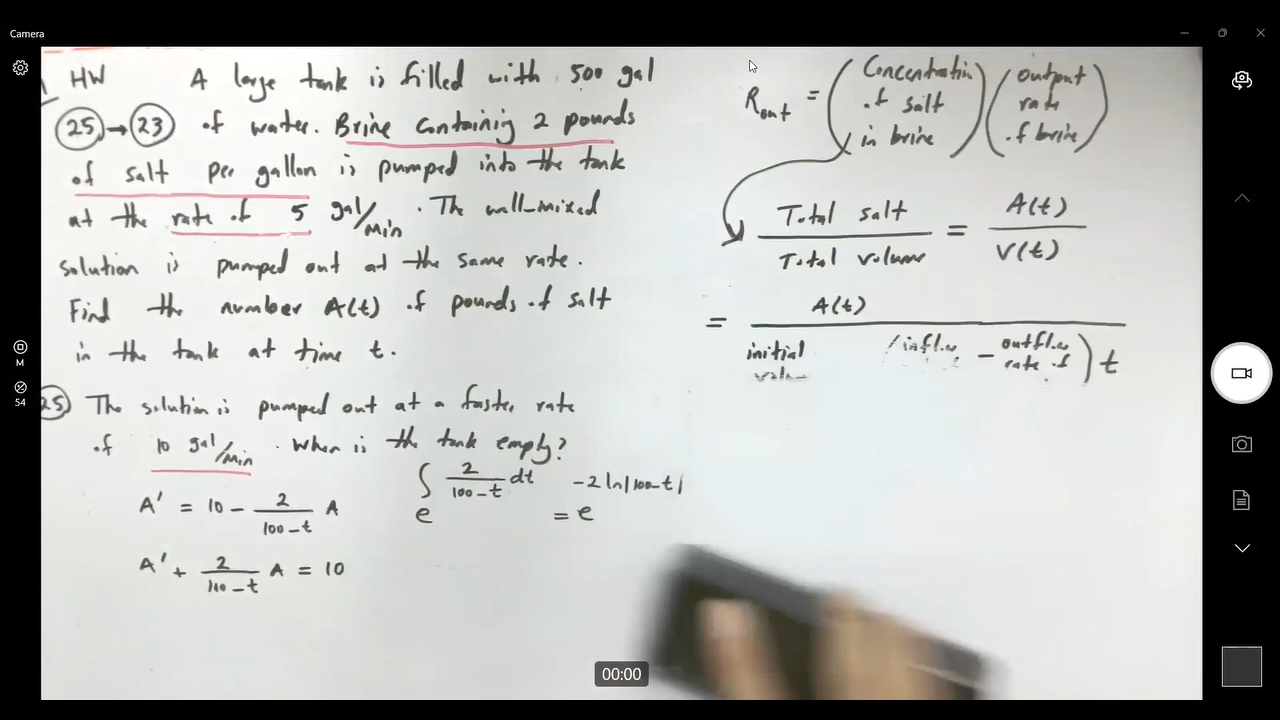 Camera
HW A large tank is filled with 500 gal
25 → 23 of water. Brine Containing 2 pounds
of salt per gallon is pumped into the tank
at the rate of 5 gal/min. The well-mixed
solution is pumped out at the same rate.
Find the number A(t) of pounds of salt
in the tank at time t.
25 The solution is pumped out at a faster rate
of 10 gal/min. When is the tank empty?
A' = 10 - 2/(100-t) A
A' + 2/(100-t) A = 10
e^∫ 2/(100-t) dt = e^-2 ln|100-t|
R_out = (Concentration of salt in brine) (output rate of brine)
Total salt / Total volume = A(t) / V(t)
= A(t) / initial (inflow - outflow rate of) t
M
54
00:00